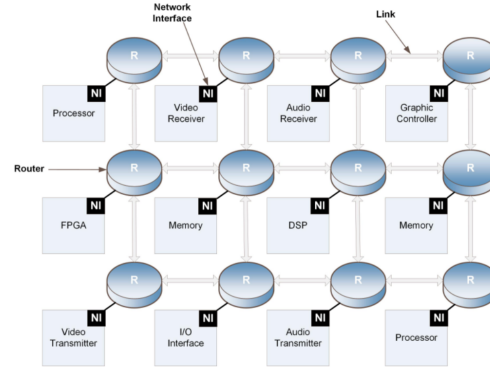 Network
Interface
Link
R R R R
NI NI NI NI
Processor
Video
Receiver
Audio
Receiver
Graphic
Controller
Router
R R R R
NI NI NI NI
FPGA
Memory
DSP
Memory
R R R R
NI NI NI NI
Video
Transmitter
I/O
Interface
Audio
Transmitter
Processor